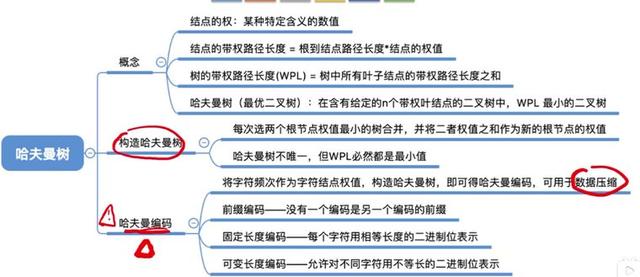 结点的权：某种特定含义的数值
结点的带权路径长度 = 根到结点路径长度*结点的权值
概念
树的带权路径长度(WPL) = 树中所有叶子结点的带权路径长度之和
哈夫曼树（最优二叉树）：在含有给定的n个带权叶结点的二叉树中，WPL 最小的二叉树
每次选两个根节点权值最小的树合并，并将二者权值之和作为新的根节点的权值
哈夫曼树
构造哈夫曼树
哈夫曼树不唯一，但WPL必然都是最小值
将字符频次作为字符结点权值，构造哈夫曼树，即可得哈夫曼编码，可用于数据压缩
前缀编码——没有一个编码是另一个编码的前缀
哈夫曼编码
固定长度编码——每个字符用相等长度的二进制位表示
可变长度编码——允许对不同字符用不等长的二进制位表示